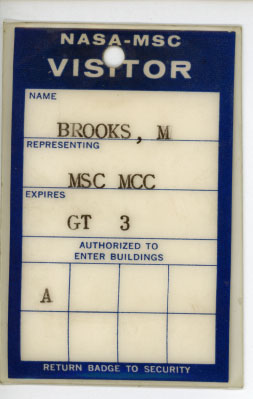 NASA-MSC
VISITOR
NAME
BROOKS, M
REPRESENTING
MSC MCC
EXPIRES
GT 3
AUTHORIZED TO
ENTER BUILDINGS
A
RETURN BADGE TO SECURITY